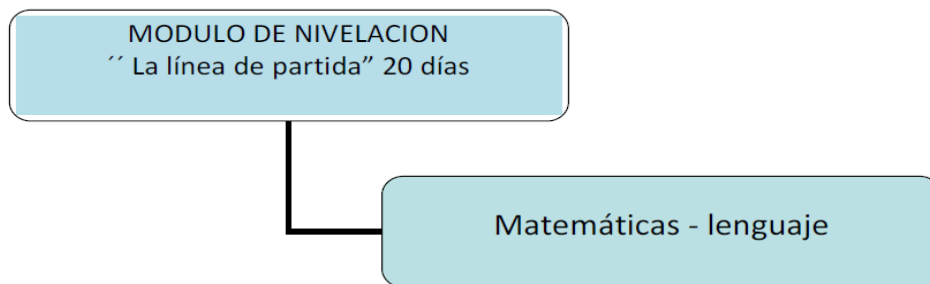 MODULO DE NIVELACION
´´ La línea de partida” 20 días
Matemáticas - lenguaje